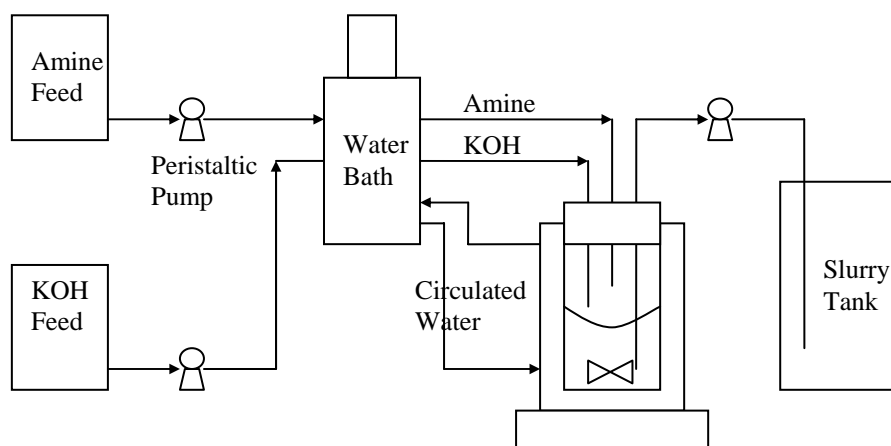 Amine
Feed
Peristaltic
Pump
Water
Bath
Amine
KOH
KOH
Feed
Circulated
Water
Slurry
Tank